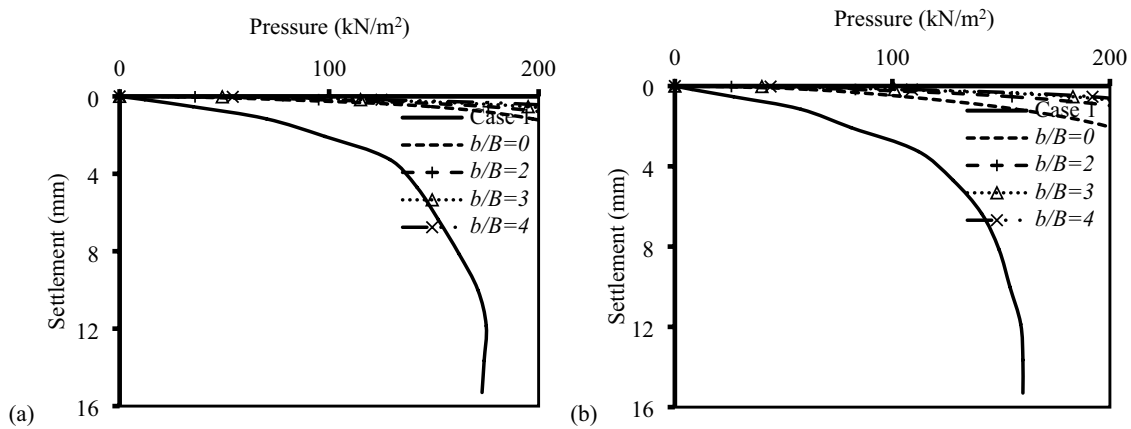 Pressure (kN/m²)
0 100 200
0
4
8
12
16
Settlement (mm)
Case 1
b/B=0
b/B=2
b/B=3
b/B=4
(a)
Pressure (kN/m²)
0 100 200
0
4
8
12
16
Settlement (mm)
Case 1
b/B=0
b/B=2
b/B=3
b/B=4
(b)